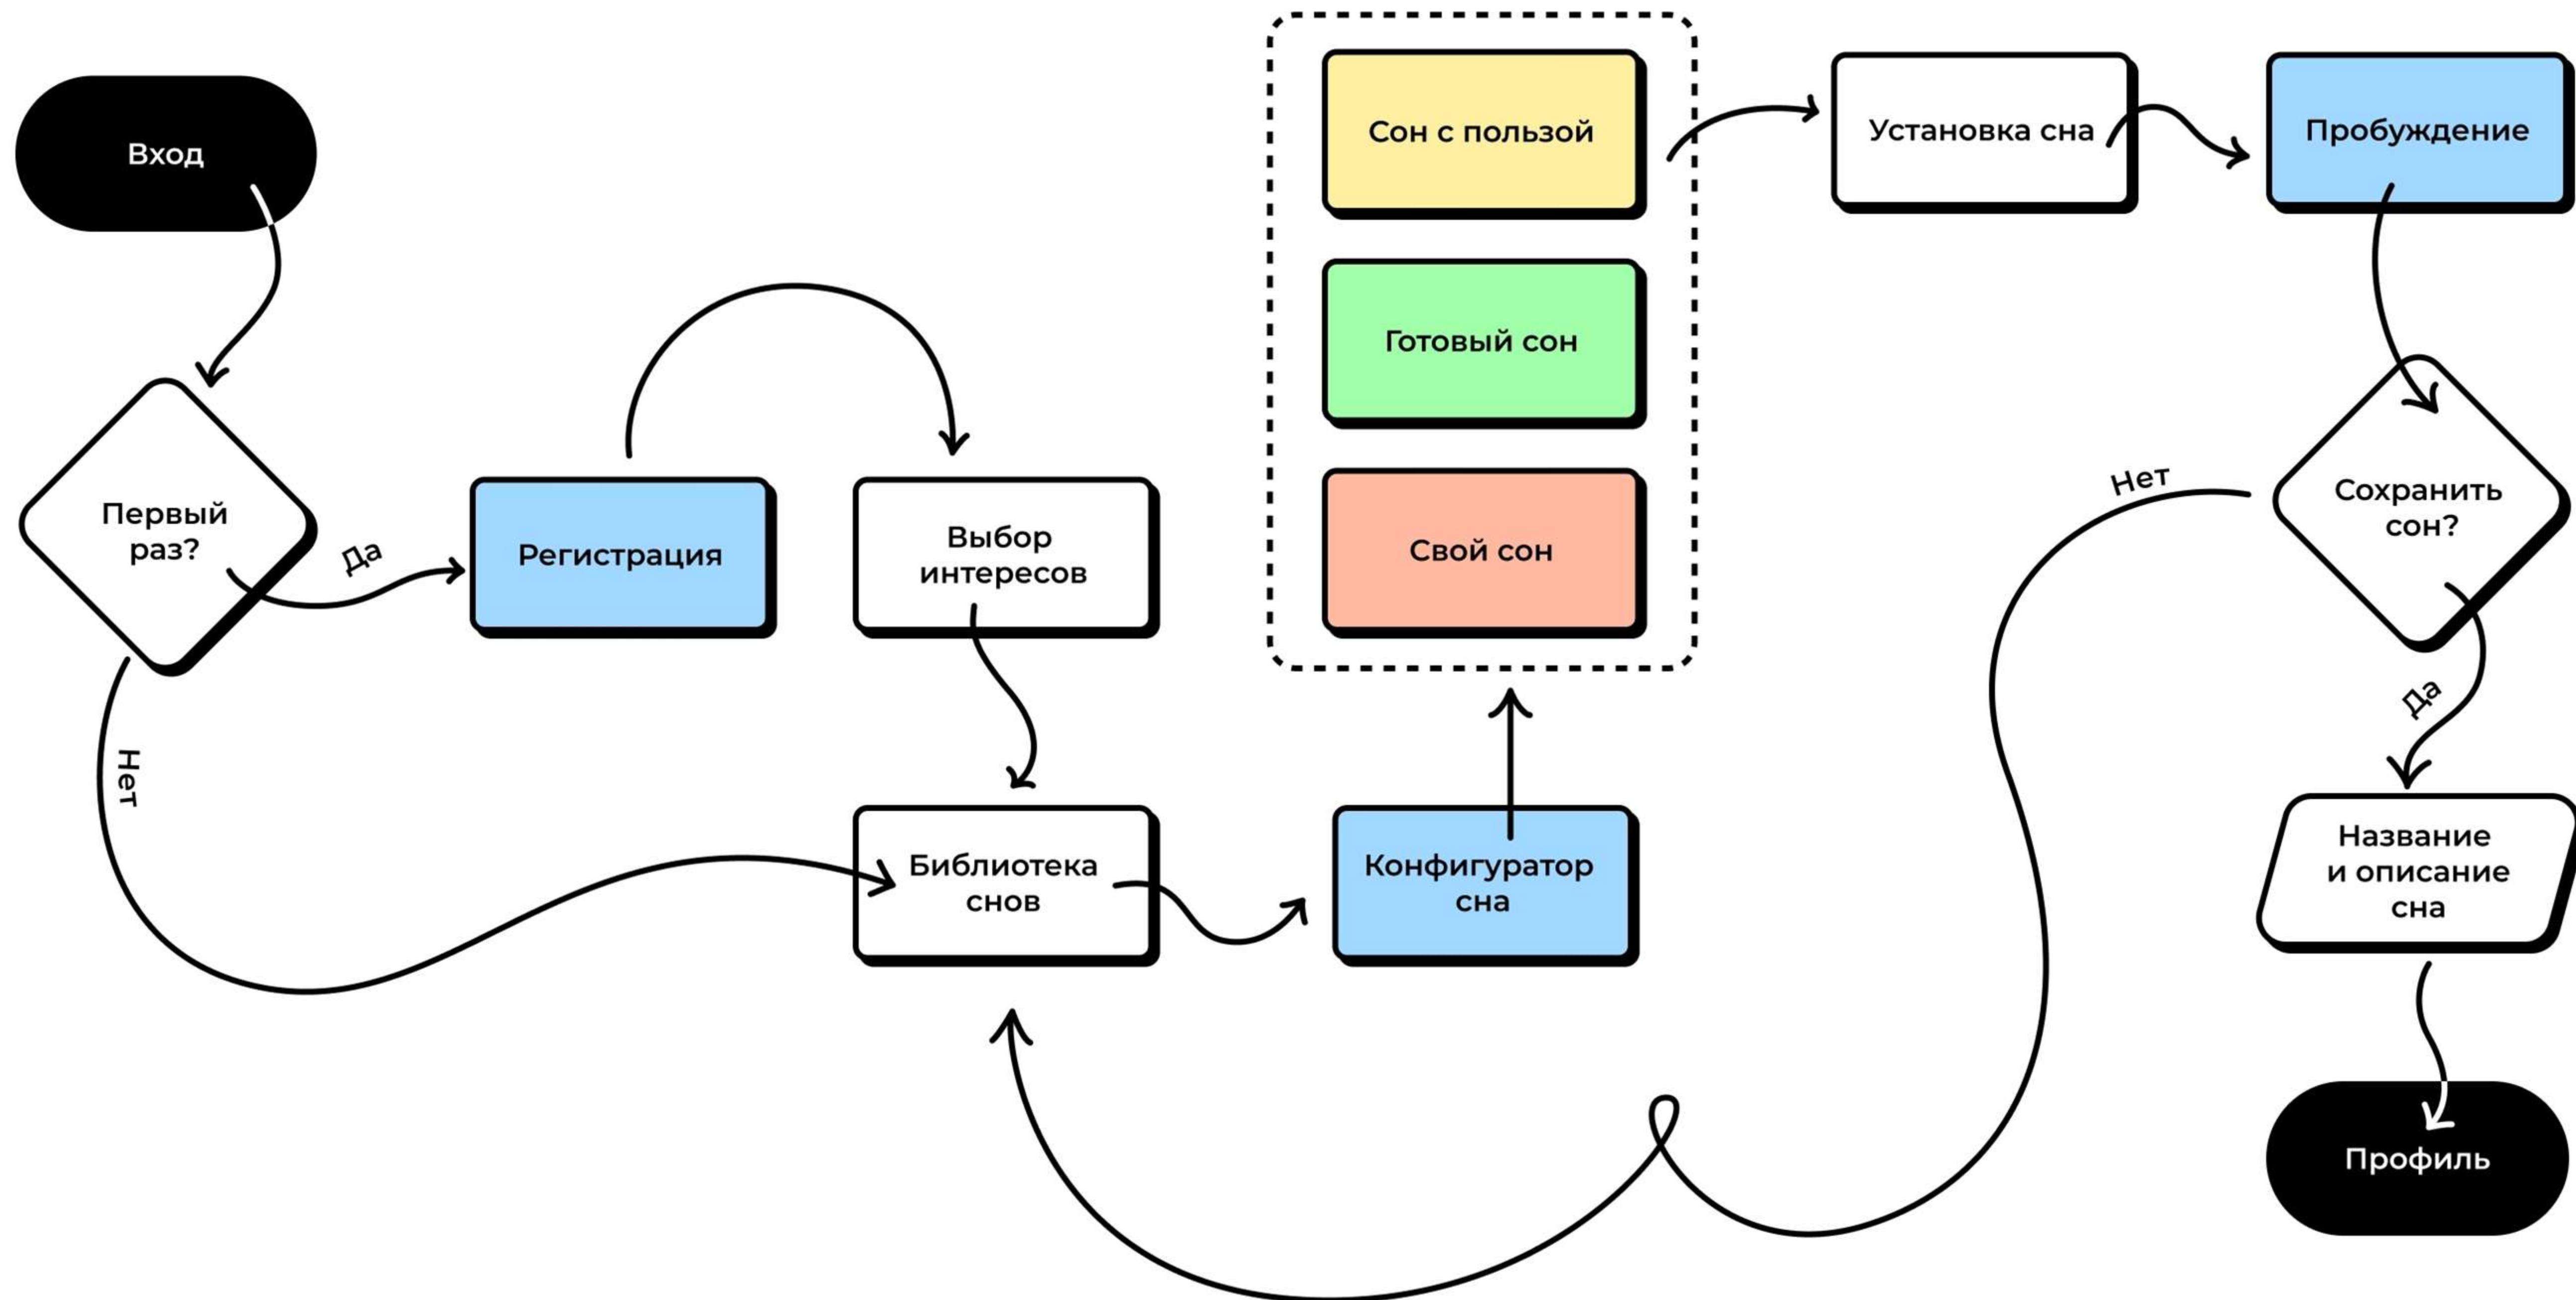 Вход
Первый
раз?
Да
Нет
Регистрация
Выбор
интересов
Библиотека
снов
Конфигуратор
сна
Сон с пользой
Готовый сон
Свой сон
Установка сна
Пробуждение
Сохранить
сон?
Нет
Да
Название
и описание
сна
Профиль